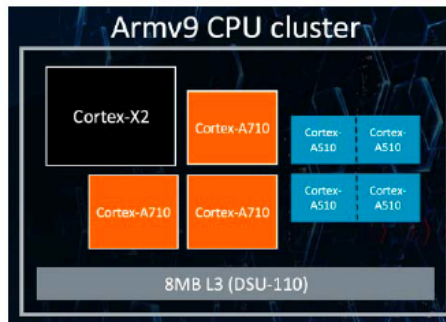 Armv9 CPU cluster
Cortex-X2
Cortex-A710
Cortex-
A510
Cortex-
A510
Cortex-A710
Cortex-A710
Cortex-
A510
Cortex-
A510
8MB L3 (DSU-110)